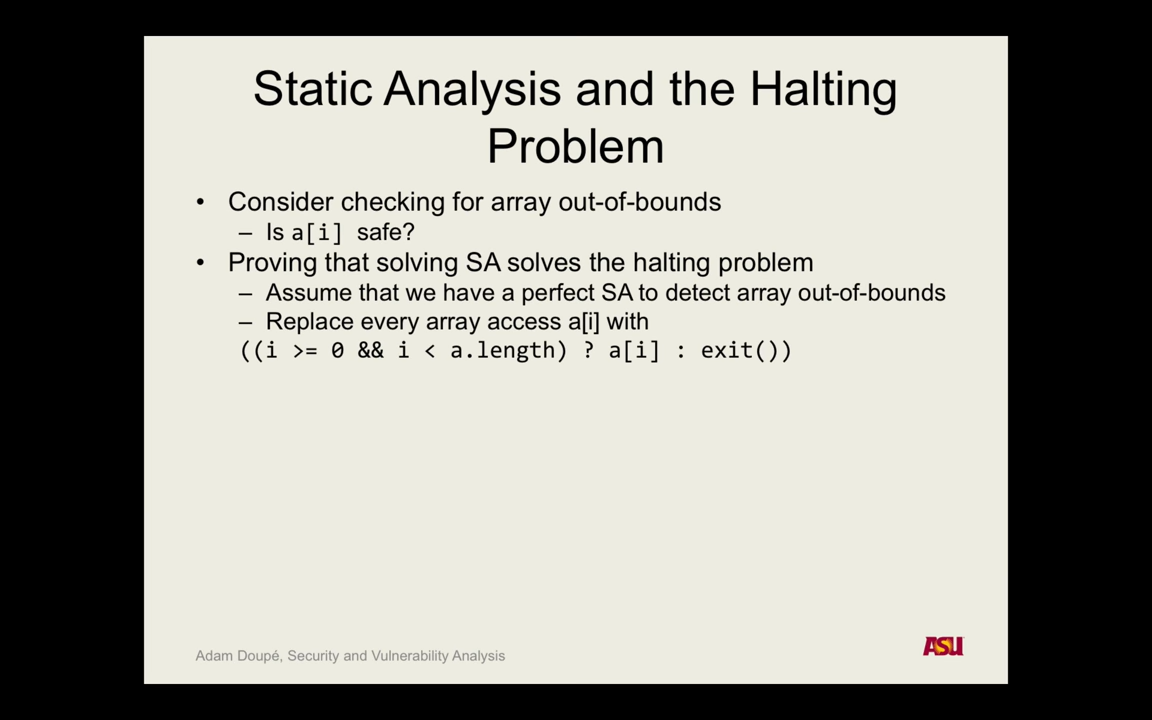 Static Analysis and the Halting
Problem
• Consider checking for array out-of-bounds
– Is a[i] safe?
• Proving that solving SA solves the halting problem
– Assume that we have a perfect SA to detect array out-of-bounds
– Replace every array access a[i] with
((i >= 0 && i < a.length) ? a[i] : exit())
Adam Doupé, Security and Vulnerability Analysis
ASU